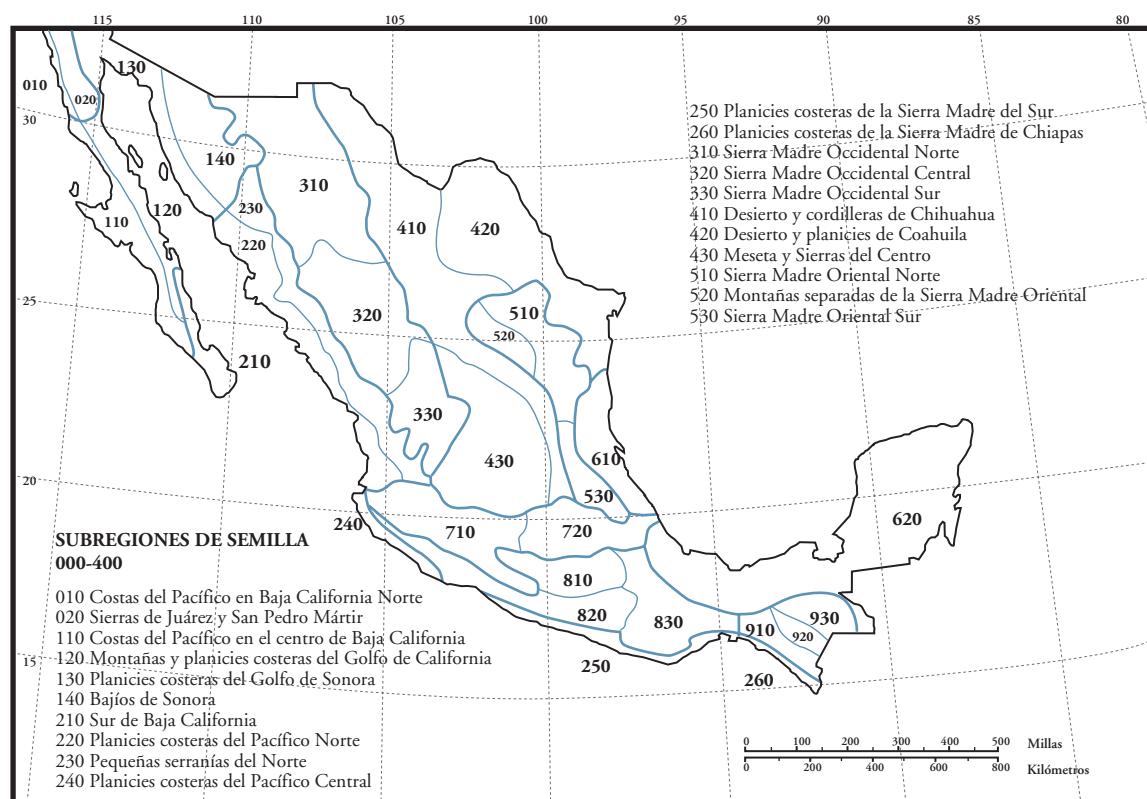 115 110 105 100 95 90 85 80
130
010
020
30
140
310
110
120
230
220
410
420
250 Planicies costeras de la Sierra Madre del Sur
260 Planicies costeras de la Sierra Madre de Chiapas
310 Sierra Madre Occidental Norte
320 Sierra Madre Occidental Central
330 Sierra Madre Occidental Sur
410 Desierto y cordilleras de Chihuahua
420 Desierto y planicies de Coahuila
430 Meseta y Sierras del Centro
510 Sierra Madre Oriental Norte
520 Montañas separadas de la Sierra Madre Oriental
530 Sierra Madre Oriental Sur
25
320
510
520
210
330
430
610
530
20
240
710
720
620
SUBREGIONES DE SEMILLA
000-400
010 Costas del Pacífico en Baja California Norte
020 Sierras de Juárez y San Pedro Mártir
110 Costas del Pacífico en el centro de Baja California
120 Montañas y planicies costeras del Golfo de California
130 Planicies costeras del Golfo de Sonora
140 Bajíos de Sonora
210 Sur de Baja California
220 Planicies costeras del Pacífico Norte
230 Pequeñas serranías del Norte
240 Planicies costeras del Pacífico Central
810
820
830
910
920
930
15
250
260
0 100 200 300 400 500 Millas
0 200 400 600 800 Kilómetros